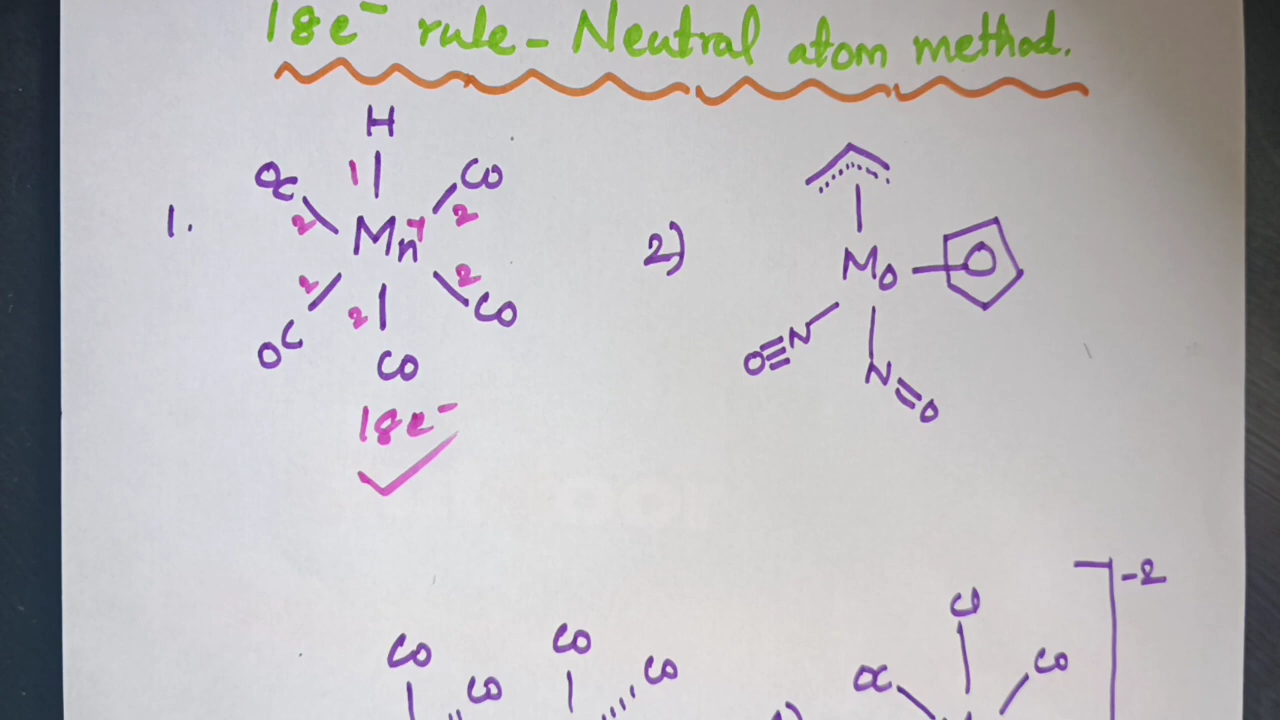 18e⁻ rule - Neutral atom method.
H
1
OC CO
2 2
1. Mn 7
2 2
2
OC CO
CO
18e⁻
2)
Mo
O≡N
N=O
-2
CO CO Cl
CO CO OC CO